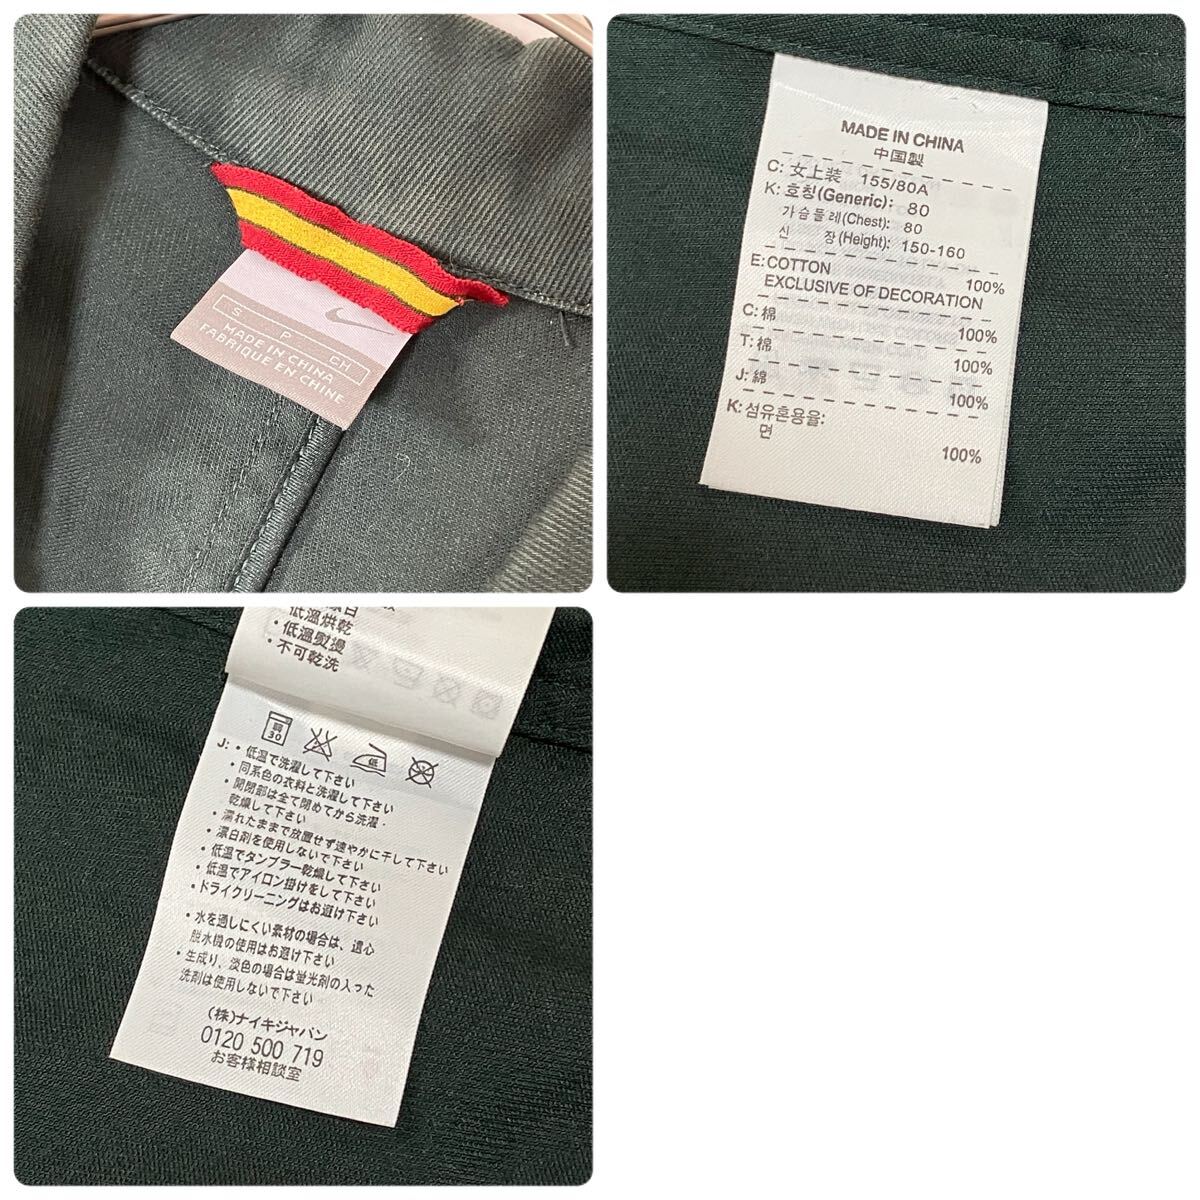 S P CH
MADE IN CHINA
FABRIQUE EN CHINE
MADE IN CHINA
中国製
C: 女上装 155/80A
K: 호칭(Generic): 80
가슴둘레(Chest): 80
신 장(Height): 150-160
E: COTTON 100%
EXCLUSIVE OF DECORATION
C: 棉 100%
T: 棉 100%
J: 綿 100%
K: 섬유혼용율:
면 100%
低溫烘乾
・低溫熨燙
・不可乾洗
弱
30
低
J: ・低温で洗濯して下さい
・同系色の衣料と洗濯して下さい
・開閉部は全て閉めてから洗濯・
乾燥して下さい
・濡れたままで放置せず速やかに干して下さい
・漂白剤を使用しないで下さい
・低温でタンブラー乾燥して下さい
・低温でアイロン掛けをして下さい
・ドライクリーニングはお避け下さい
・水を通しにくい素材の場合は、遠心
脱水機の使用はお避け下さい
・生成り、淡色の場合は蛍光剤の入った
洗剤は使用しないで下さい
(株)ナイキジャパン
0120 500 719
お客様相談室